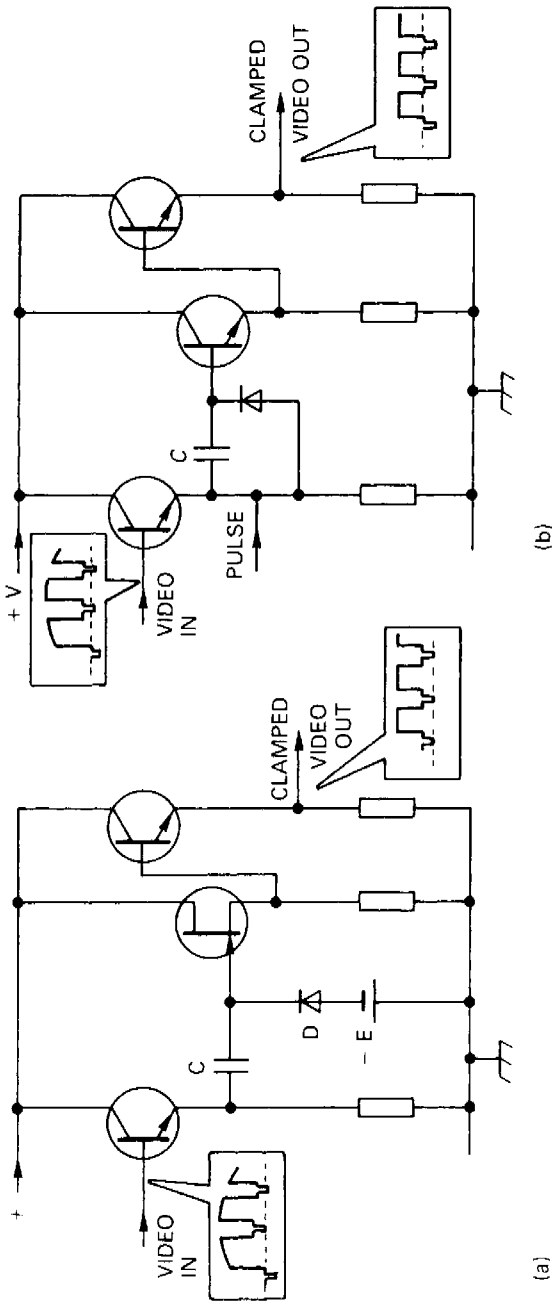 +
VIDEO
IN
C
D
– E
CLAMPED
VIDEO
OUT
(a)
+ V
VIDEO
IN
PULSE
C
CLAMPED
VIDEO OUT
(b)